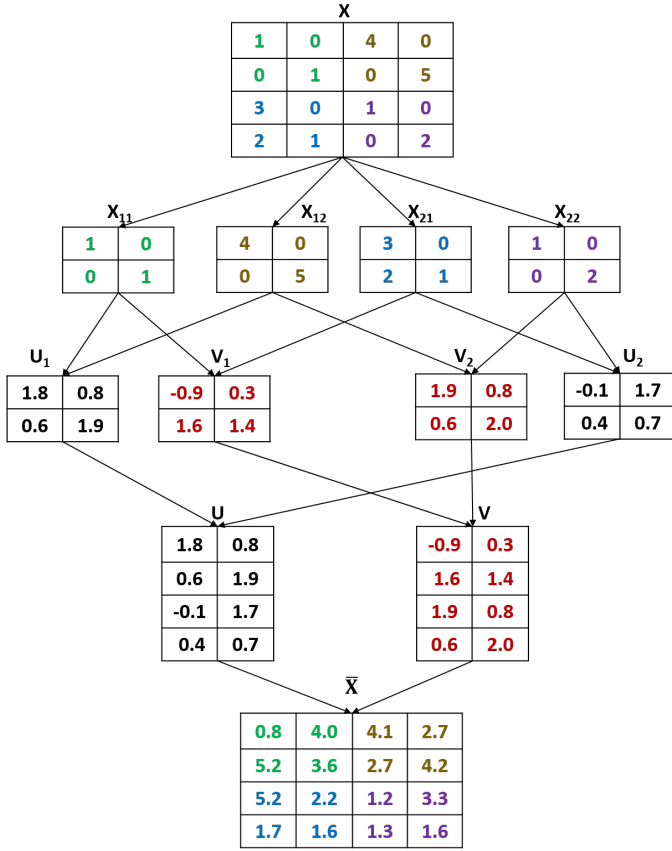 X
1 0 4 0
0 1 0 5
3 0 1 0
2 1 0 2
X₁₁ X₁₂ X₂₁ X₂₂
1 0 4 0 3 0 1 0
0 1 0 5 2 1 0 2
U₁ V₁ V₂ U₂
1.8 0.8 -0.9 0.3 1.9 0.8 -0.1 1.7
0.6 1.9 1.6 1.4 0.6 2.0 0.4 0.7
U V
1.8 0.8 -0.9 0.3
0.6 1.9 1.6 1.4
-0.1 1.7 1.9 0.8
0.4 0.7 0.6 2.0
X̅
0.8 4.0 4.1 2.7
5.2 3.6 2.7 4.2
5.2 2.2 1.2 3.3
1.7 1.6 1.3 1.6